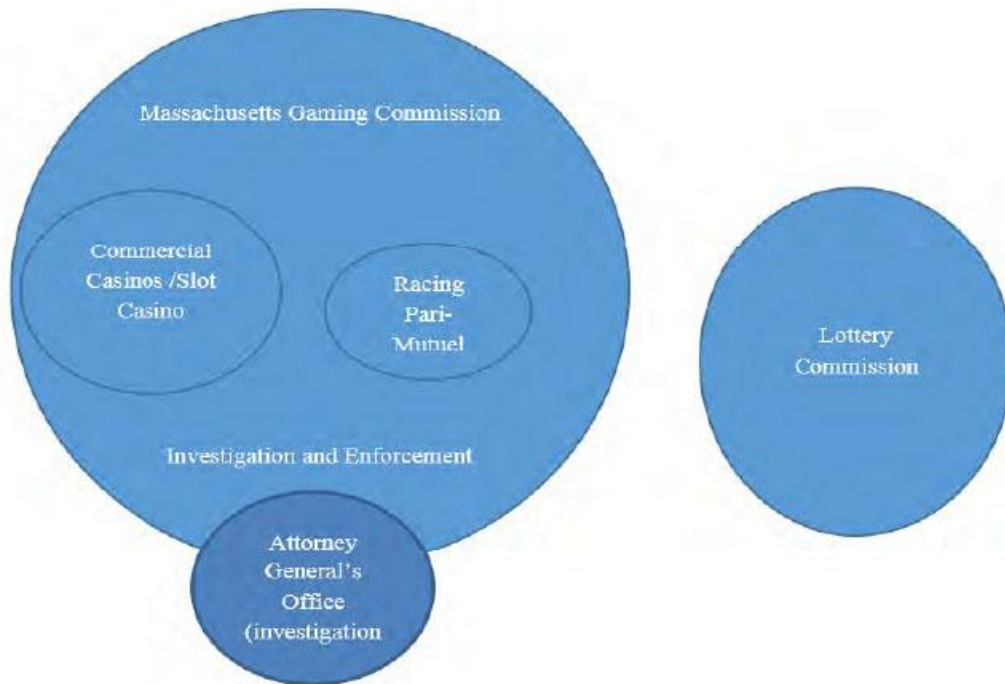 Massachusetts Gaming Commission
Commercial
Casinos /Slot
Casino
Racing
Pari-
Mutuel
Lottery
Commission
Investigation and Enforcement
Attorney
General's
Office
(investigation